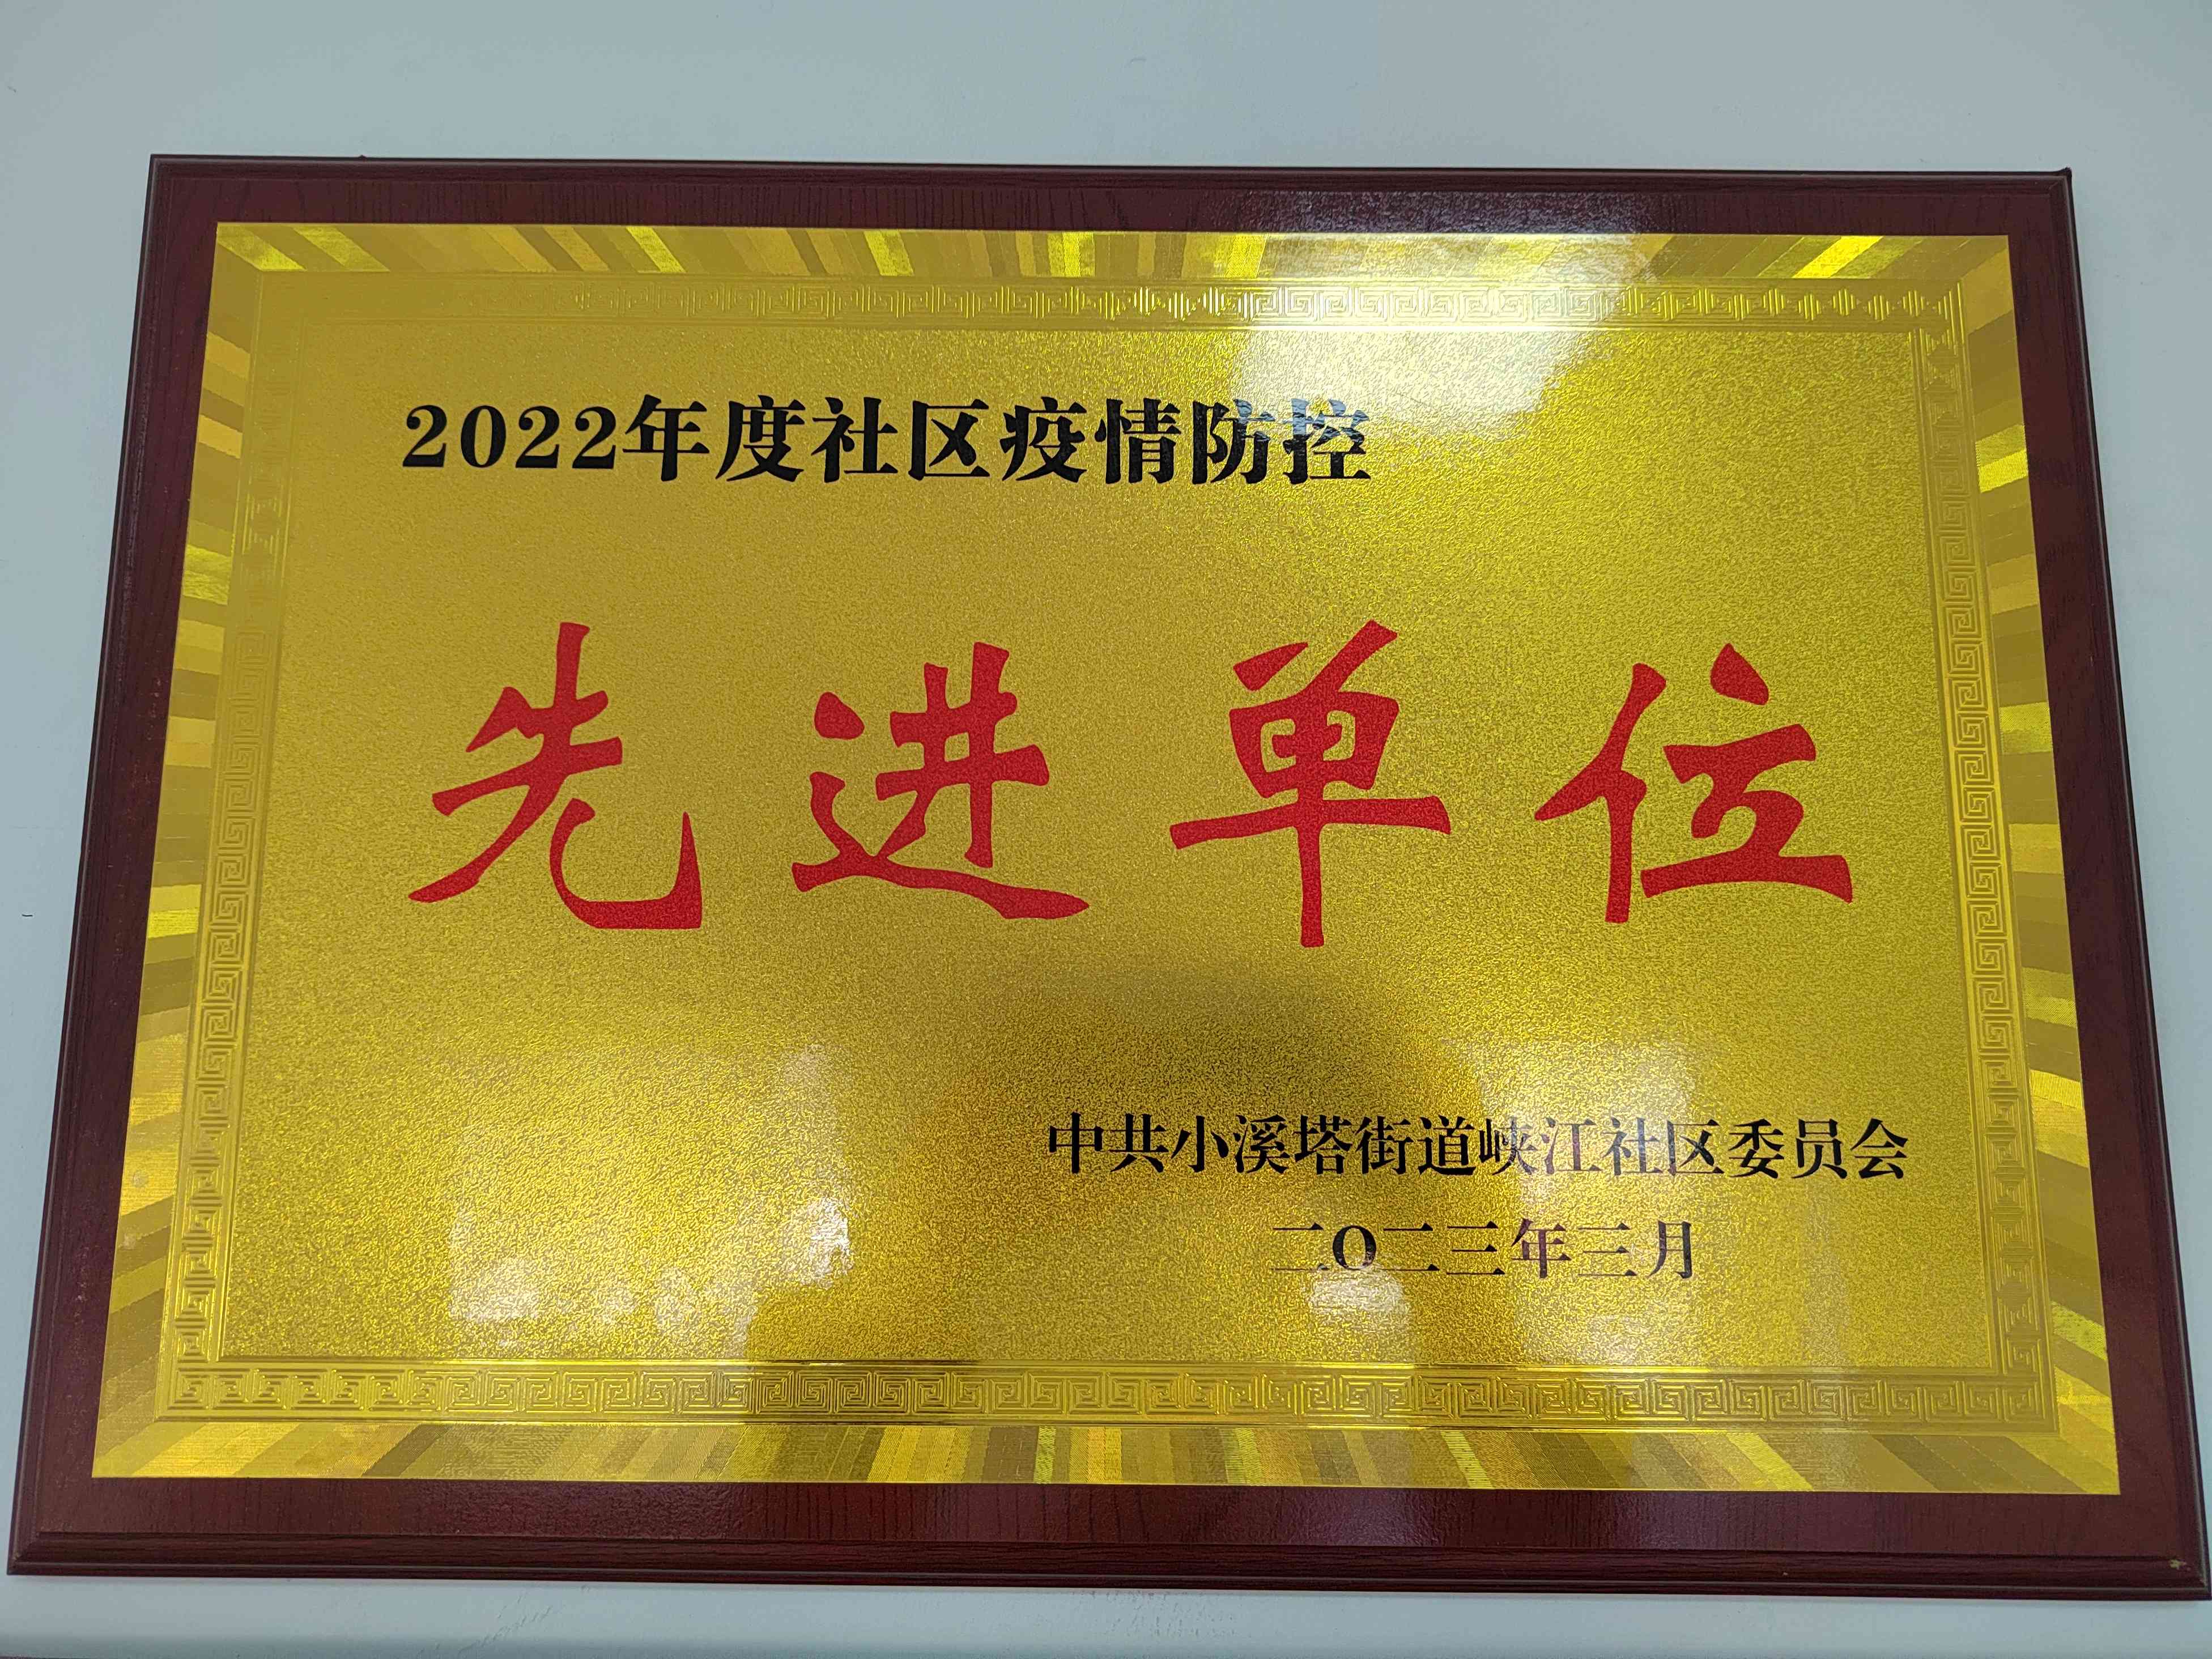 2022年度社区疫情防控
先进单位
中共小溪塔街道峡江社区委员会
二O二三年三月